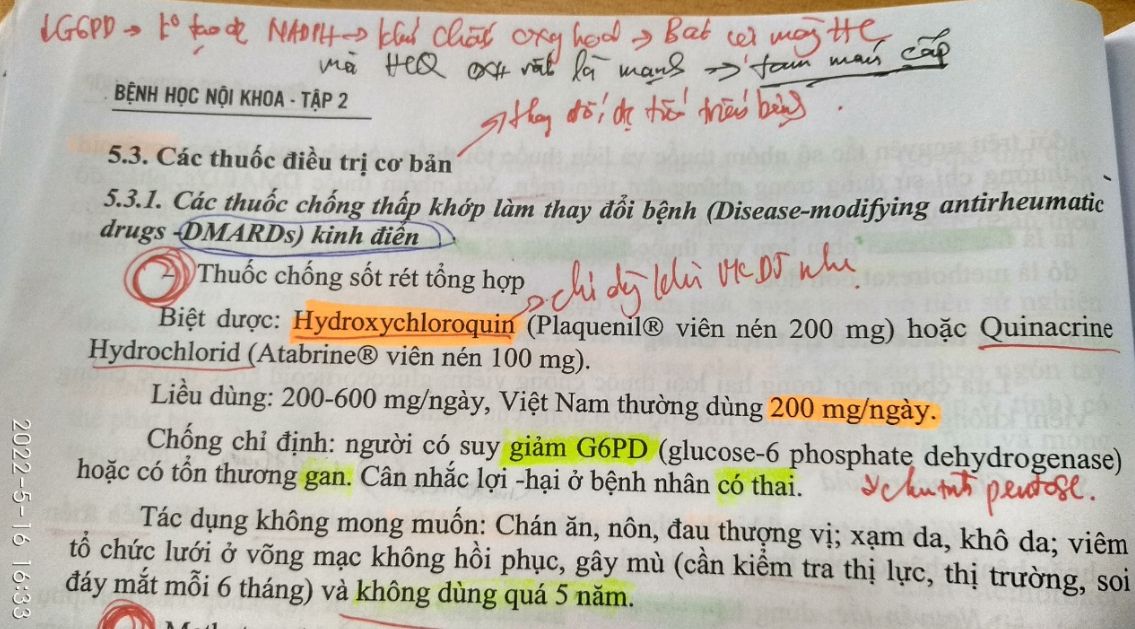 ↓G6PD → k° tạo đc NADPH → khử chất oxy hoá → Bất lợi màng HC
mà HCQ oxh rất là mạnh → tan máu cấp
BỆNH HỌC NỘI KHOA - TẬP 2
thay đổi đc tiến triển bệnh.
5.3. Các thuốc điều trị cơ bản
5.3.1. Các thuốc chống thấp khớp làm thay đổi bệnh (Disease-modifying antirheumatic
drugs -DMARDs) kinh điển
- Thuốc chống sốt rét tổng hợp
chỉ dùng khi VKDT nhẹ
Biệt dược: Hydroxychloroquin (Plaquenil® viên nén 200 mg) hoặc Quinacrine
Hydrochlorid (Atabrine® viên nén 100 mg).
Liều dùng: 200-600 mg/ngày, Việt Nam thường dùng 200 mg/ngày.
Chống chỉ định: người có suy giảm G6PD (glucose-6 phosphate dehydrogenase)
hoặc có tổn thương gan. Cân nhắc lợi -hại ở bệnh nhân có thai.
pentose.
Tác dụng không mong muốn: Chán ăn, nôn, đau thượng vị; xạm da, khô da; viêm
tổ chức lưới ở võng mạc không hồi phục, gây mù (cần kiểm tra thị lực, thị trường, soi
đáy mắt mỗi 6 tháng) và không dùng quá 5 năm.
2022-5-16 16:33